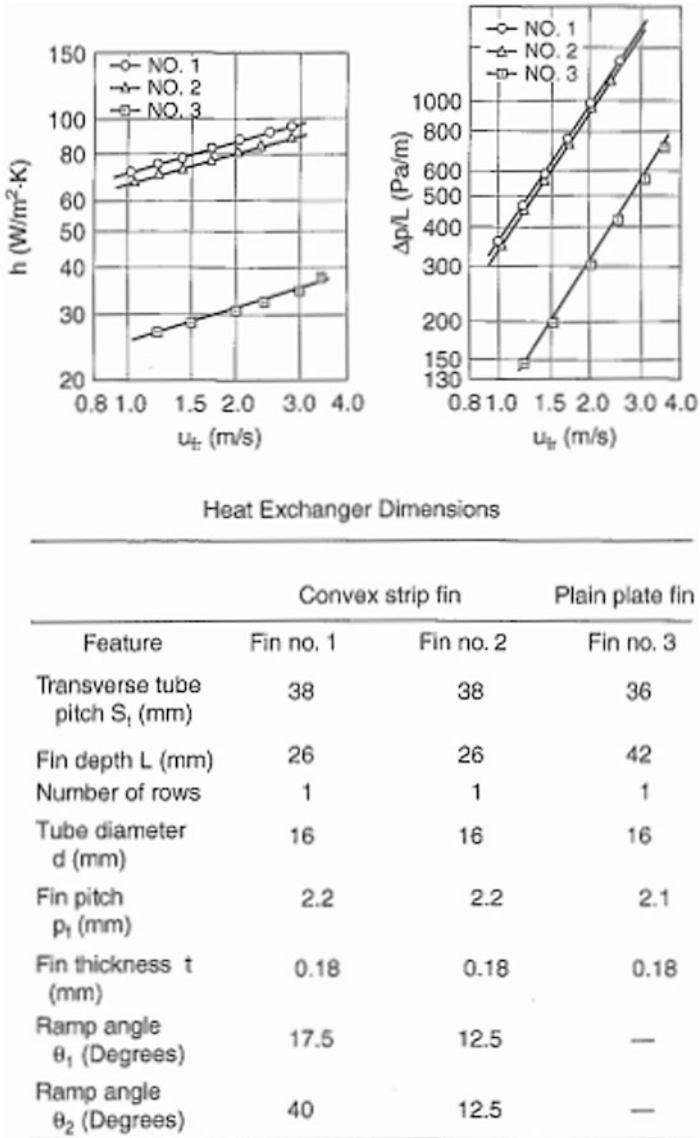 NO. 1
NO. 2
NO. 3
150
100
80
60
50
40
30
20
h (W/m²·K)
0.8 1.0 1.5 2.0 3.0 4.0
u_fr (m/s)
NO. 1
NO. 2
NO. 3
1000
800
600
500
400
300
200
150
130
Δp/L (Pa/m)
0.8 1.0 1.5 2.0 3.0 4.0
u_fr (m/s)
Heat Exchanger Dimensions
Convex strip fin Plain plate fin
Feature Fin no. 1 Fin no. 2 Fin no. 3
Transverse tube
pitch S_t (mm) 38 38 36
Fin depth L (mm) 26 26 42
Number of rows 1 1 1
Tube diameter
d (mm) 16 16 16
Fin pitch
p_f (mm) 2.2 2.2 2.1
Fin thickness t
(mm) 0.18 0.18 0.18
Ramp angle
θ₁ (Degrees) 17.5 12.5 —
Ramp angle
θ₂ (Degrees) 40 12.5 —